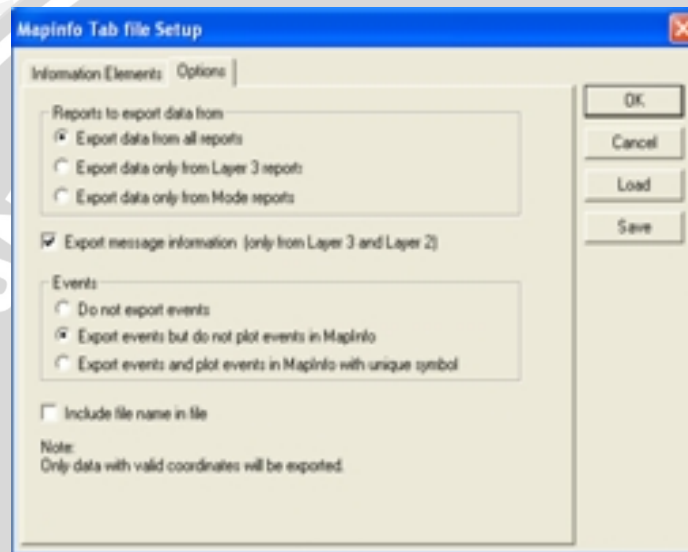 Mapinfo Tab file Setup
Information Elements
Options
Reports to export data from
Export data from all reports
Export data only from Layer 3 reports
Export data only from Mode reports
Export message information (only from Layer 3 and Layer 2)
Events
Do not export events
Export events but do not plot events in MapInfo
Export events and plot events in MapInfo with unique symbol
Include file name in file
Note:
Only data with valid coordinates will be exported.
OK
Cancel
Load
Save